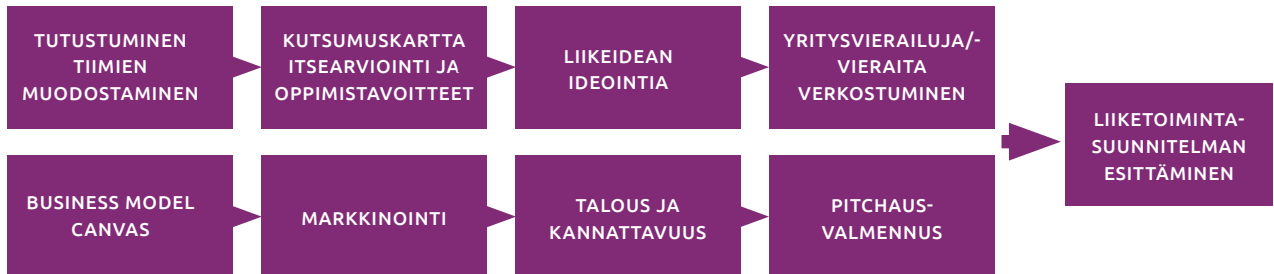 TUTUSTUMINEN
TIIMIEN
MUODOSTAMINEN
KUTSUMUSKARTTA
ITSEARVIOINTI JA
OPPIMISTAVOITTEET
LIIKEIDEAN
IDEOINTIA
YRITYSVIERAILUJA/-
VIERAITA
VERKOSTUMINEN
BUSINESS MODEL
CANVAS
MARKKINOINTI
TALOUS JA
KANNATTAVUUS
PITCHAUS-
VALMENNUS
LIIKETOIMINTA-
SUUNNITELMAN
ESITTÄMINEN